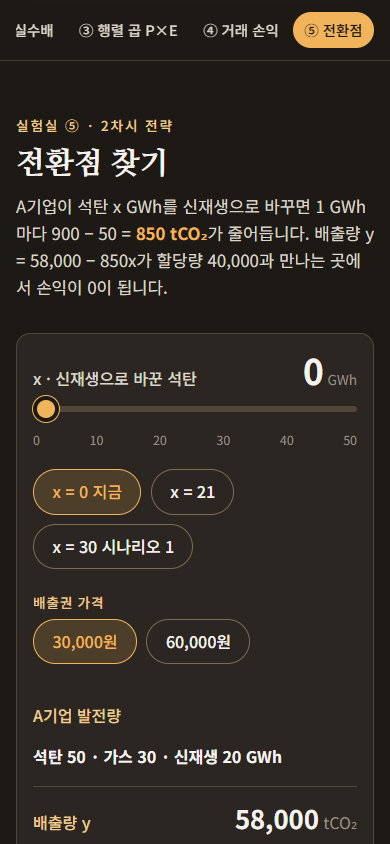 실수배 ③ 행렬 곱 P×E ④ 거래 손익 ⑤ 전환점
실험실 ⑤ · 2차시 전략
전환점 찾기
A기업이 석탄 x GWh를 신재생으로 바꾸면 1 GWh
마다 900 − 50 = 850 tCO₂가 줄어듭니다. 배출량 y
= 58,000 − 850x가 할당량 40,000과 만나는 곳에
서 손익이 0이 됩니다.
x · 신재생으로 바꾼 석탄 0 GWh
0 10 20 30 40 50
x = 0 지금 x = 21
x = 30 시나리오 1
배출권 가격
30,000원 60,000원
A기업 발전량
석탄 50 · 가스 30 · 신재생 20 GWh
배출량 y 58,000 tCO₂